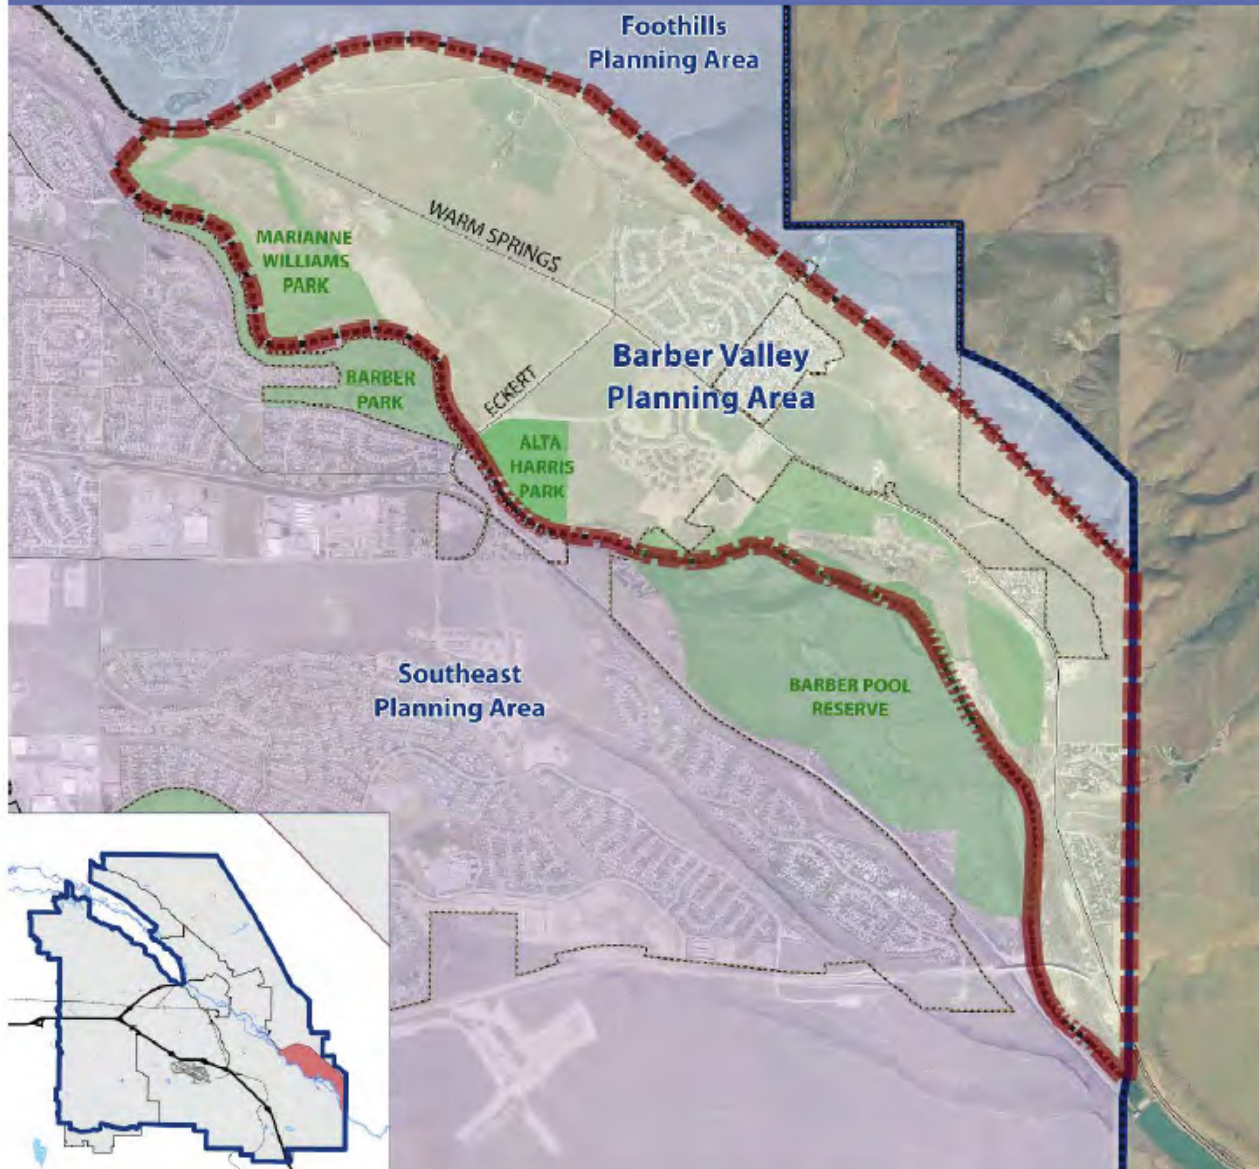 Foothills
Planning Area
WARM SPRINGS
MARIANNE
WILLIAMS
PARK
Barber Valley
Planning Area
BARBER
PARK
ECKERT
ALTA
HARRIS
PARK
Southeast
Planning Area
BARBER POOL
RESERVE